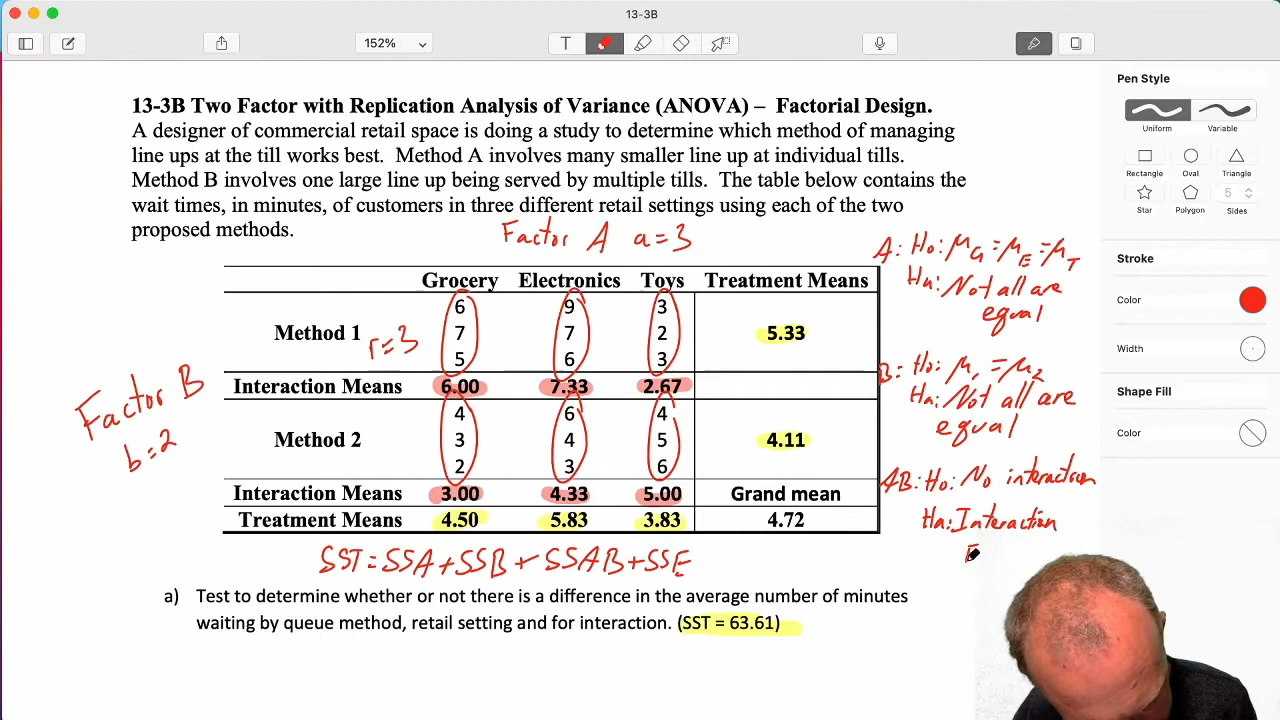 13-3B
152%
T
Pen Style
Uniform Variable
Rectangle Oval Triangle
Star Polygon 5 Sides
Stroke
Color
Width
Shape Fill
Color
13-3B Two Factor with Replication Analysis of Variance (ANOVA) – Factorial Design.
A designer of commercial retail space is doing a study to determine which method of managing
line ups at the till works best. Method A involves many smaller line up at individual tills.
Method B involves one large line up being served by multiple tills. The table below contains the
wait times, in minutes, of customers in three different retail settings using each of the two
proposed methods.
Factor A a=3
Grocery Electronics Toys Treatment Means
6 9 3
Method 1 r=3 7 7 2 5.33
5 6 3
Interaction Means 6.00 7.33 2.67
4 6 4
Method 2 3 4 5 4.11
2 3 6
Interaction Means 3.00 4.33 5.00 Grand mean
Treatment Means 4.50 5.83 3.83 4.72
Factor B
b=2
A: Ho: μG=μE=μT
Ha: Not all are
equal
B: Ho: μ1=μ2
Ha: Not all are
equal
AB: Ho: No interaction
Ha: Interaction
SST=SSA+SSB+SSAB+SSE
a) Test to determine whether or not there is a difference in the average number of minutes
waiting by queue method, retail setting and for interaction. (SST = 63.61)